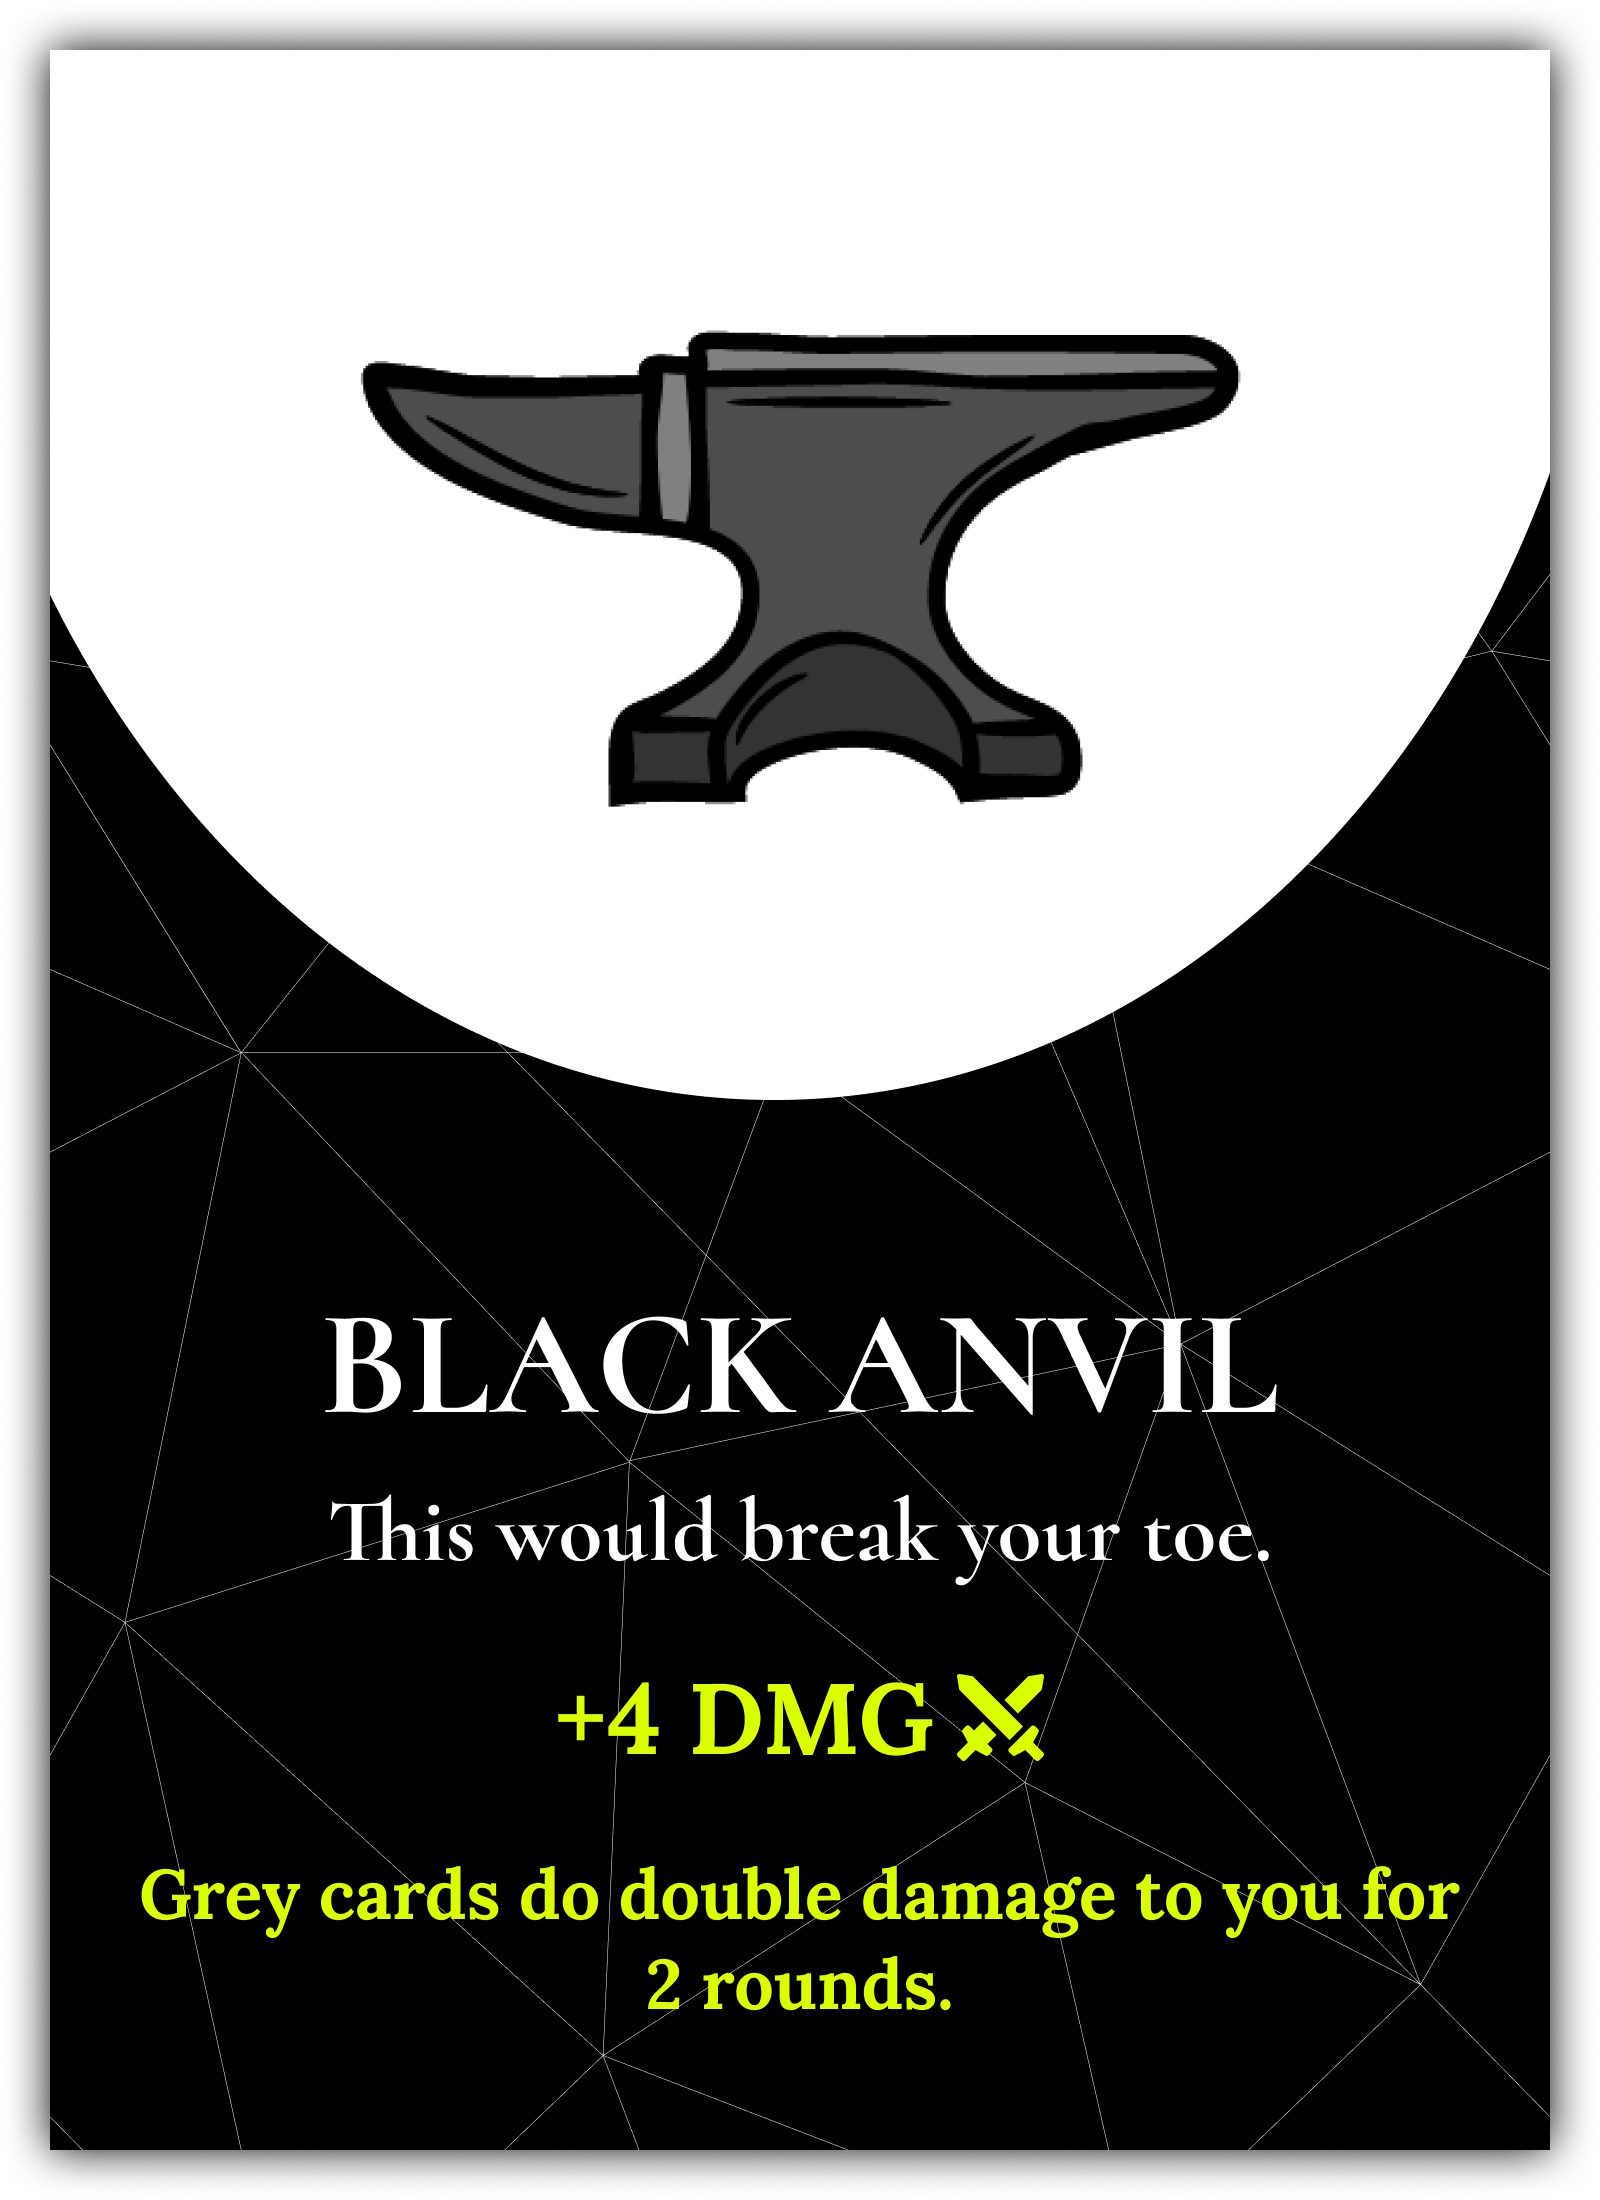 BLACK ANVIL
This would break your toe.
+4 DMG
Grey cards do double damage to you for
2 rounds.